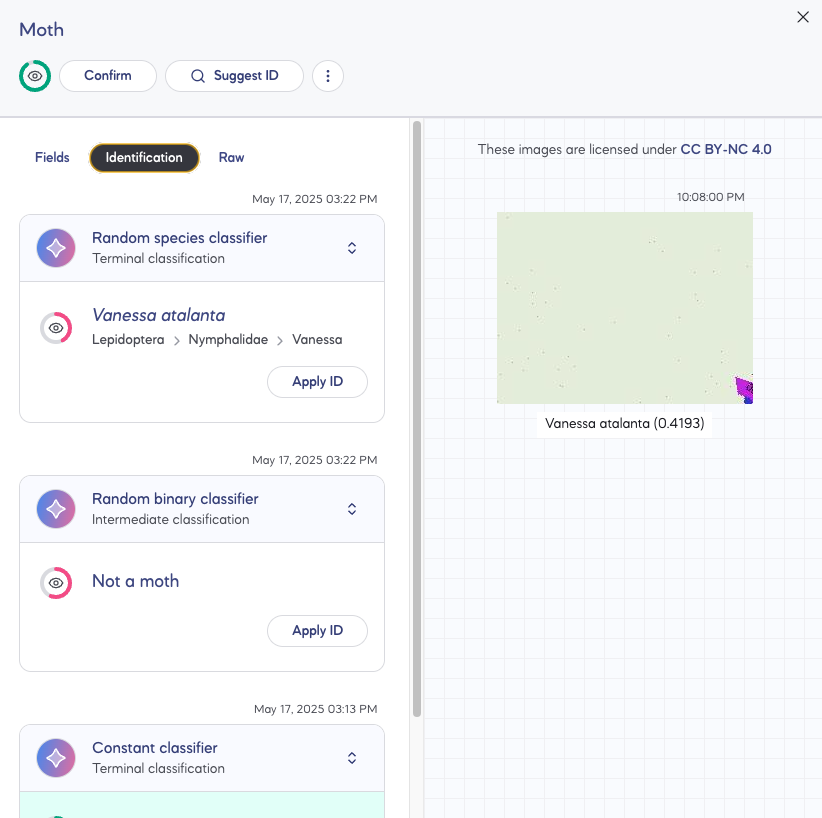 Moth
Confirm
Suggest ID
Fields
Identification
Raw
May 17, 2025 03:22 PM
Random species classifier
Terminal classification
Vanessa atalanta
Lepidoptera > Nymphalidae > Vanessa
Apply ID
May 17, 2025 03:22 PM
Random binary classifier
Intermediate classification
Not a moth
Apply ID
May 17, 2025 03:13 PM
Constant classifier
Terminal classification
These images are licensed under CC BY-NC 4.0
10:08:00 PM
Vanessa atalanta (0.4193)